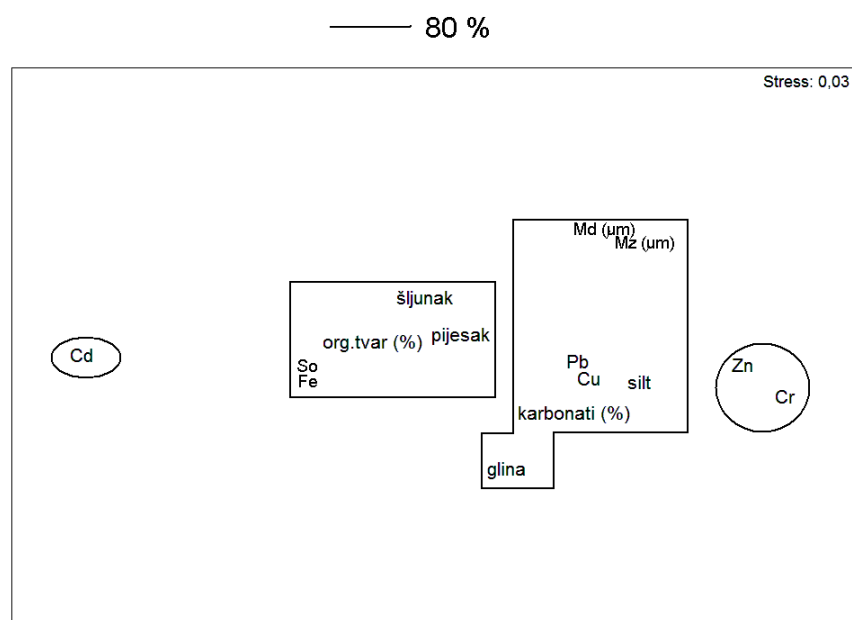 80 %
Stress: 0,03
Md (µm)
Mz (µm)
šljunak
pijesak
org.tvar (%)
Cd
So
Fe
Pb
Cu
silt
Zn
Cr
karbonati (%)
glina